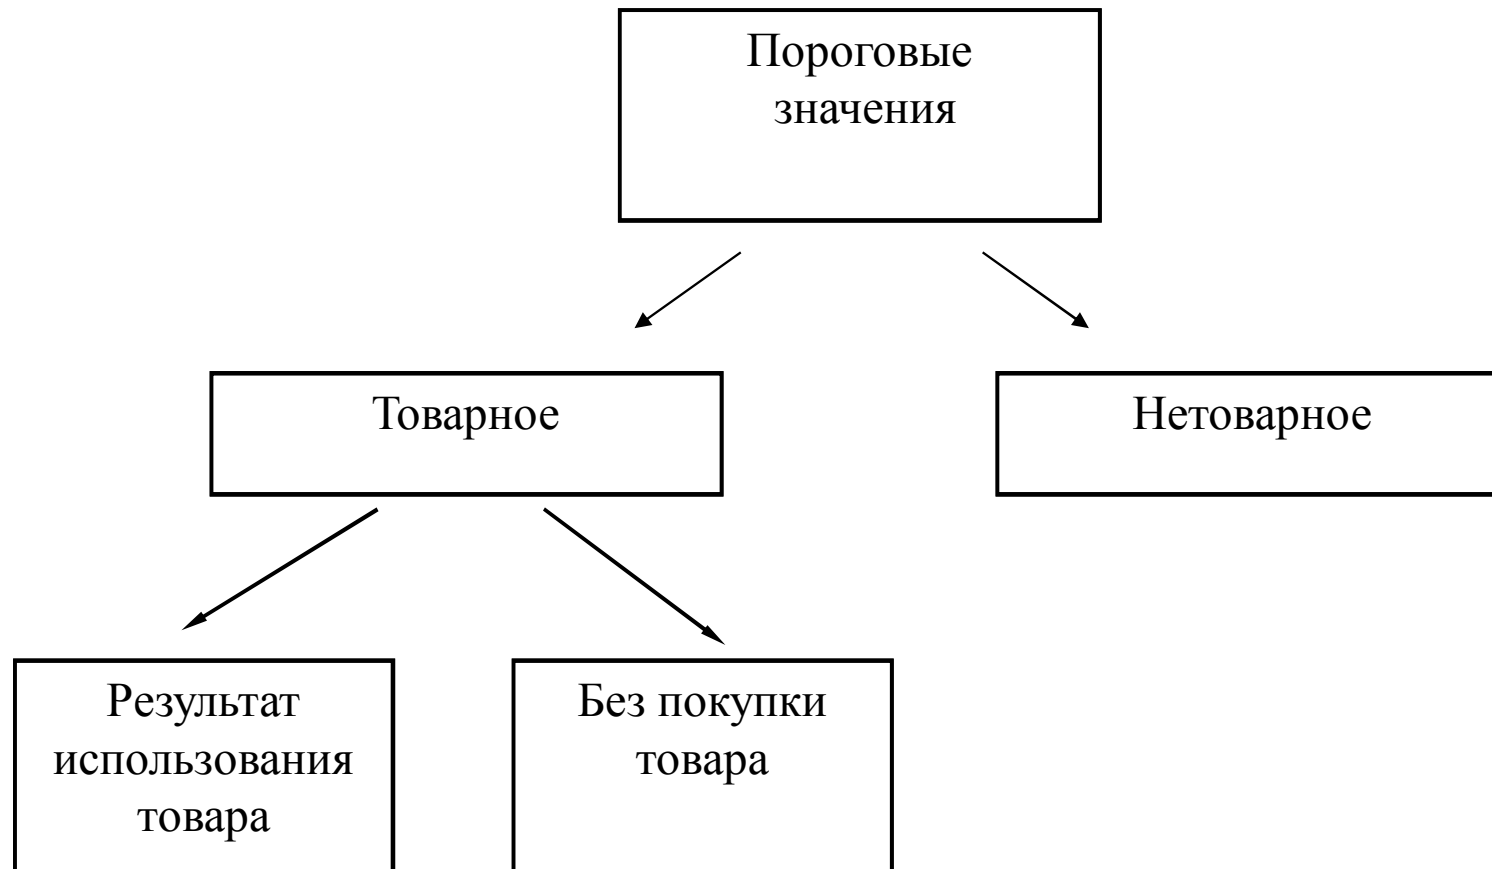 Пороговые
значения
Товарное
Нетоварное
Результат
использования
товара
Без покупки
товара